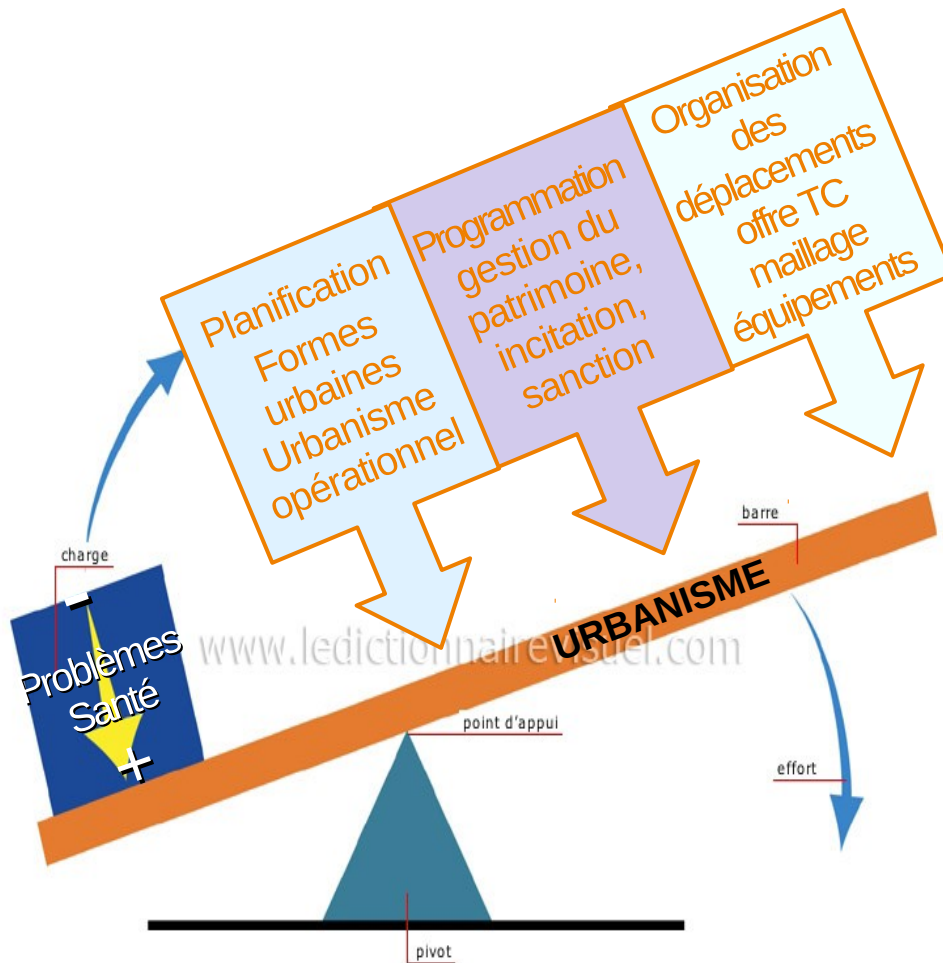 Organisation
des
déplacements
offre TC
maillage
équipements
Programmation
gestion du
patrimoine,
incitation,
sanction
Planification
Formes
urbaines
Urbanisme
opérationnel
charge
barre
-
Problèmes
Santé
+
www.ledictionnairevisuel.com
URBANISME
point d'appui
effort
pivot